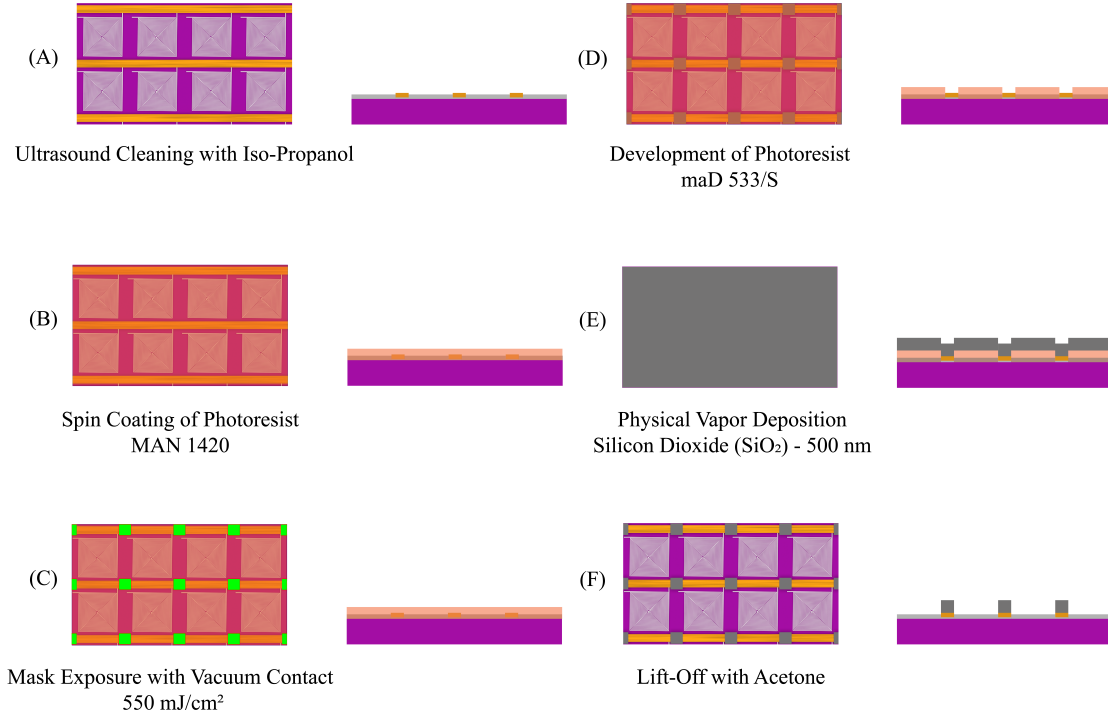 (A)
Ultrasound Cleaning with Iso-Propanol
(B)
Spin Coating of Photoresist
MAN 1420
(C)
Mask Exposure with Vacuum Contact
550 mJ/cm²
(D)
Development of Photoresist
maD 533/S
(E)
Physical Vapor Deposition
Silicon Dioxide (SiO₂) - 500 nm
(F)
Lift-Off with Acetone